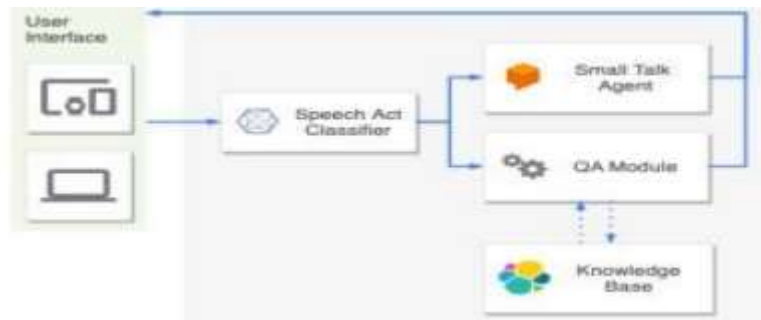 User
Interface
Speech Act
Classifier
Small Talk
Agent
QA Module
Knowledge
Base